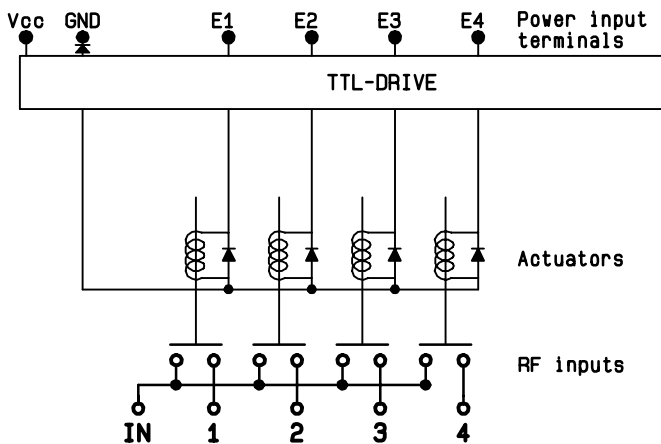 Vcc GND E1 E2 E3 E4 Power input
terminals
TTL-DRIVE
Actuators
RF inputs
IN 1 2 3 4